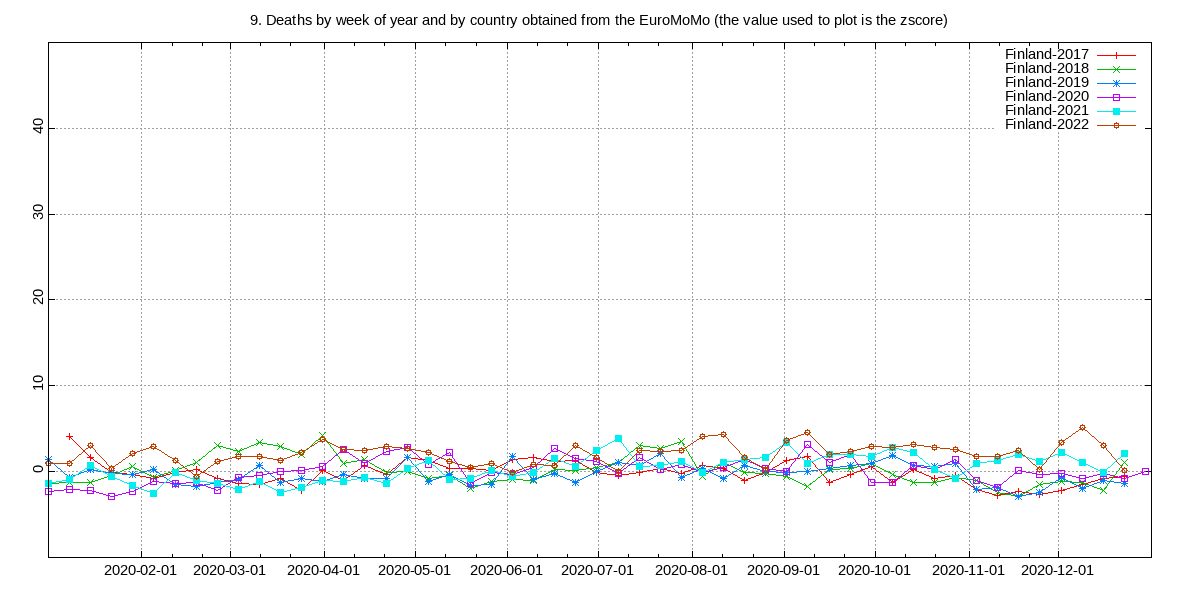 9. Deaths by week of year and by country obtained from the EuroMoMo (the value used to plot is the zscore)
Finland-2017
Finland-2018
Finland-2019
Finland-2020
Finland-2021
Finland-2022
40
30
20
10
0
2020-02-01 2020-03-01 2020-04-01 2020-05-01 2020-06-01 2020-07-01 2020-08-01 2020-09-01 2020-10-01 2020-11-01 2020-12-01